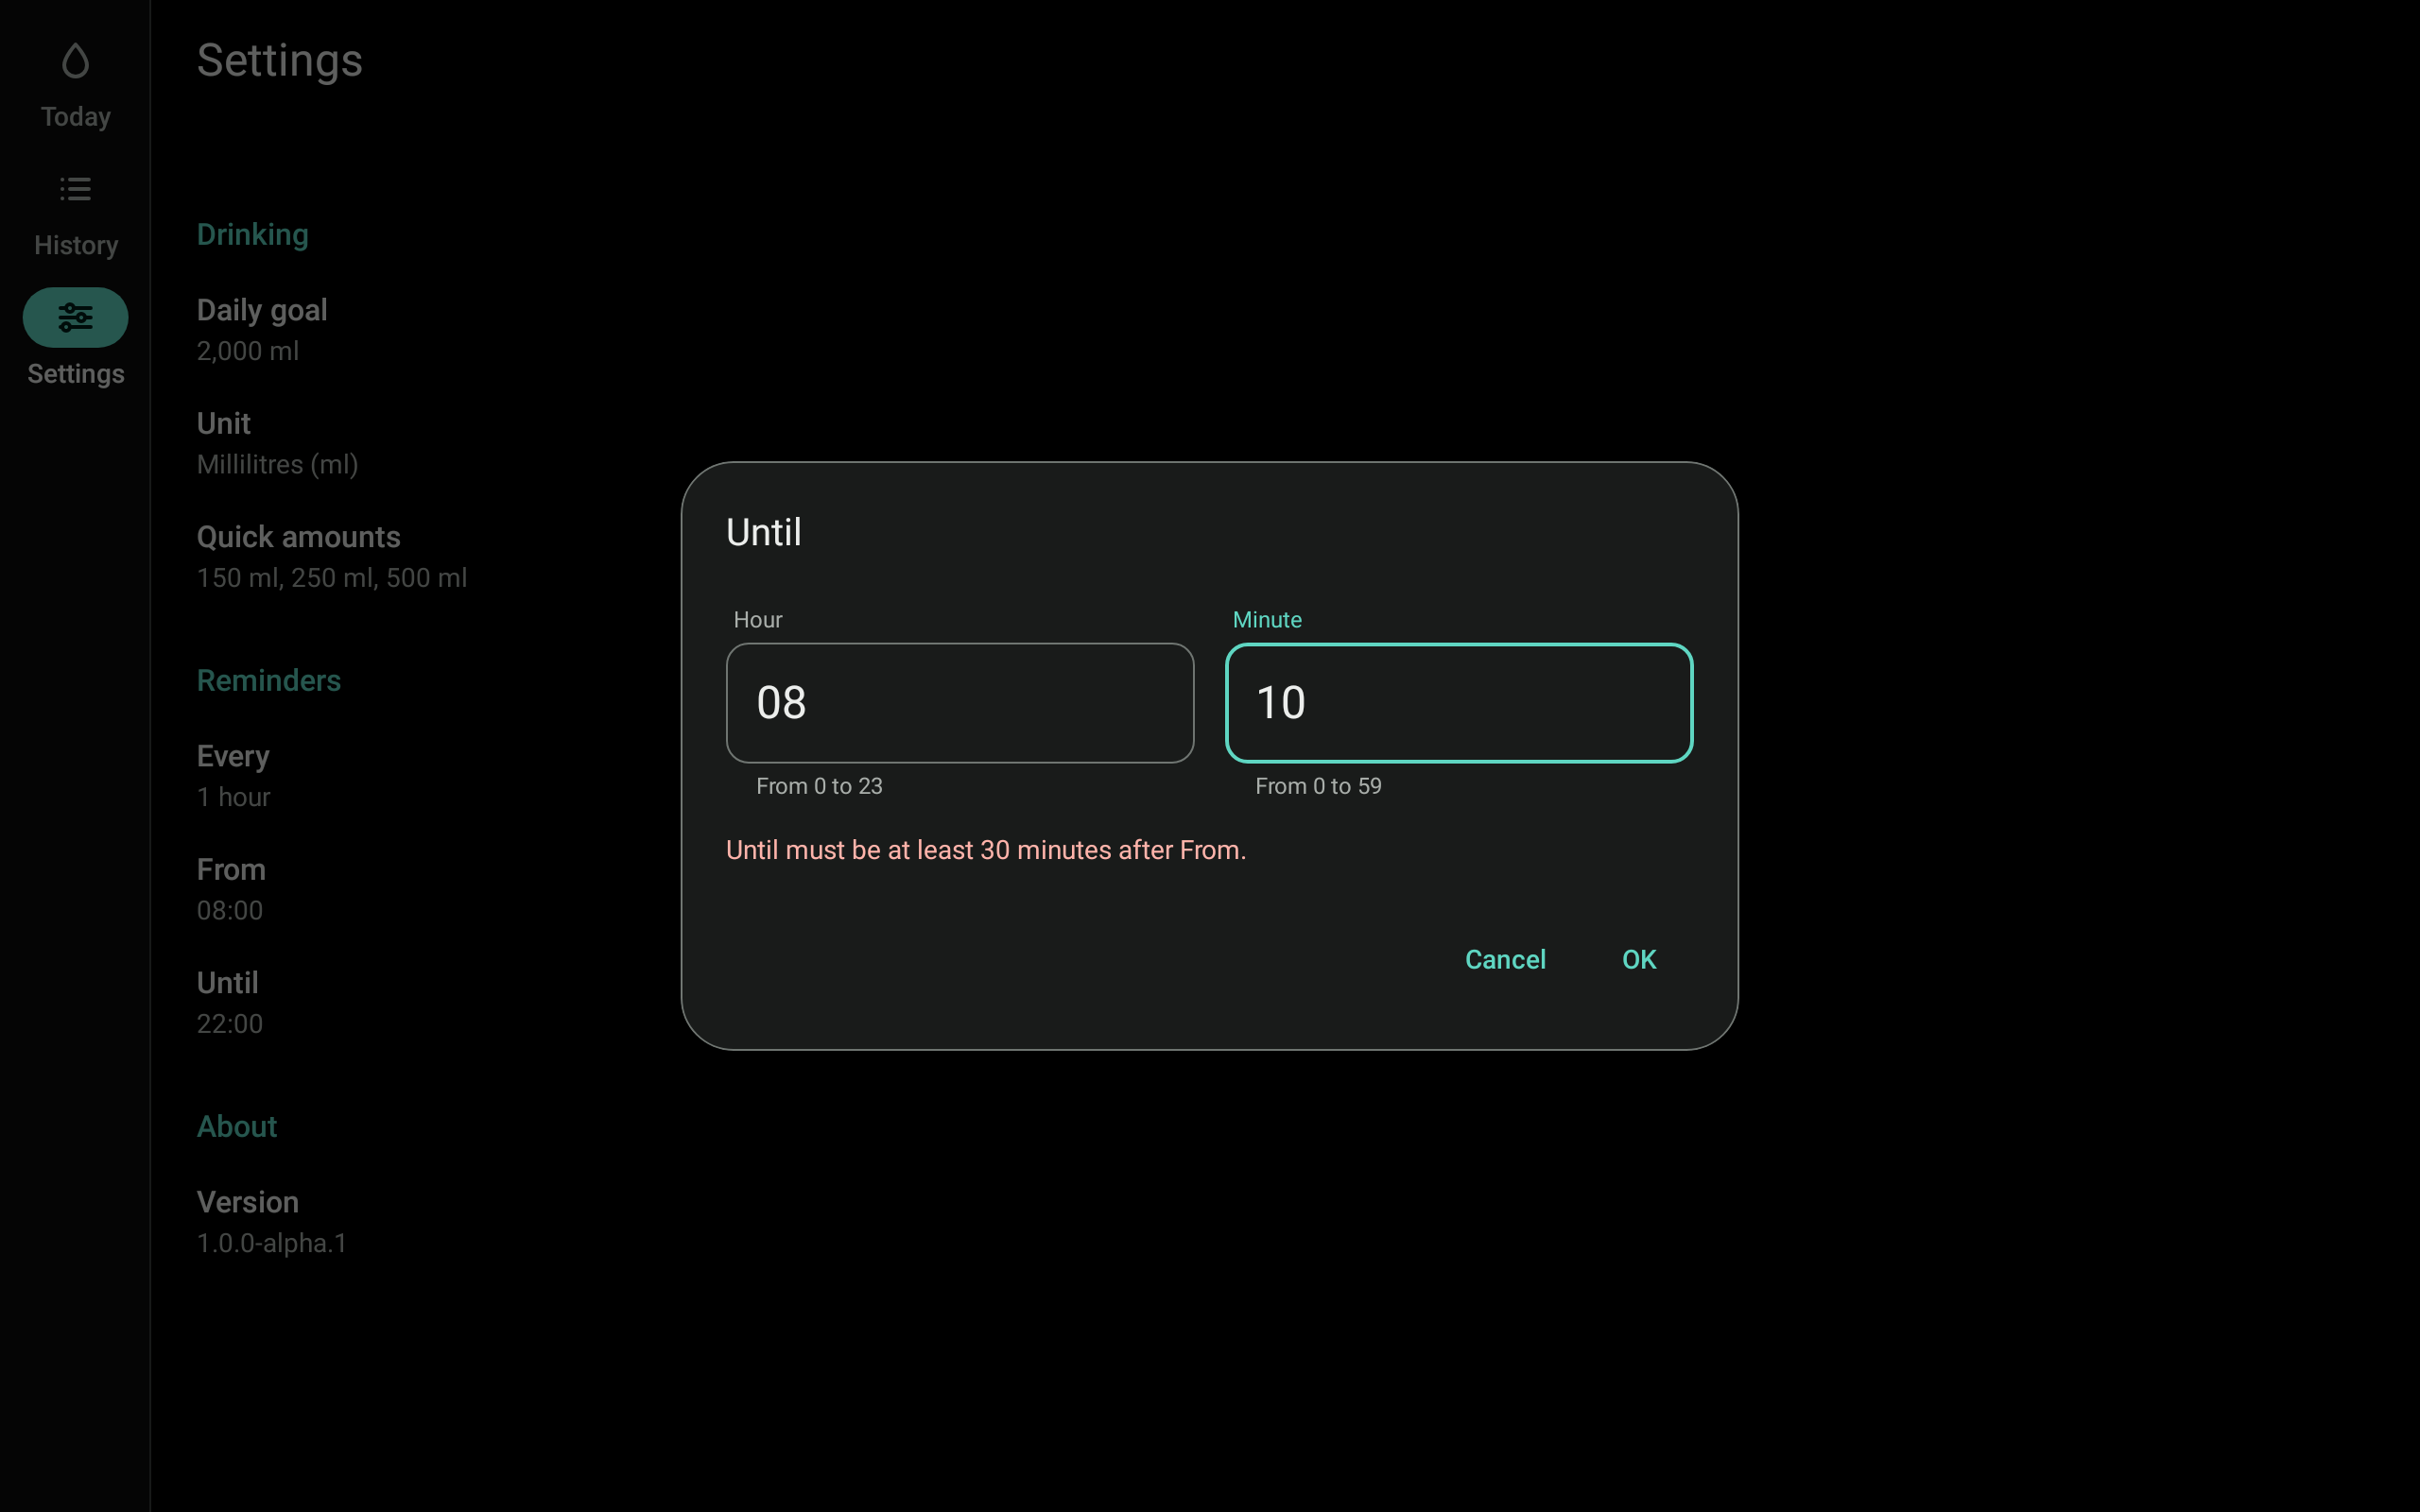 Today
History
Settings
Settings
Drinking
Daily goal
2,000 ml
Unit
Millilitres (ml)
Quick amounts
150 ml, 250 ml, 500 ml
Reminders
Every
1 hour
From
08:00
Until
22:00
About
Version
1.0.0-alpha.1
Until
Hour
Minute
08
10
From 0 to 23
From 0 to 59
Until must be at least 30 minutes after From.
Cancel
OK